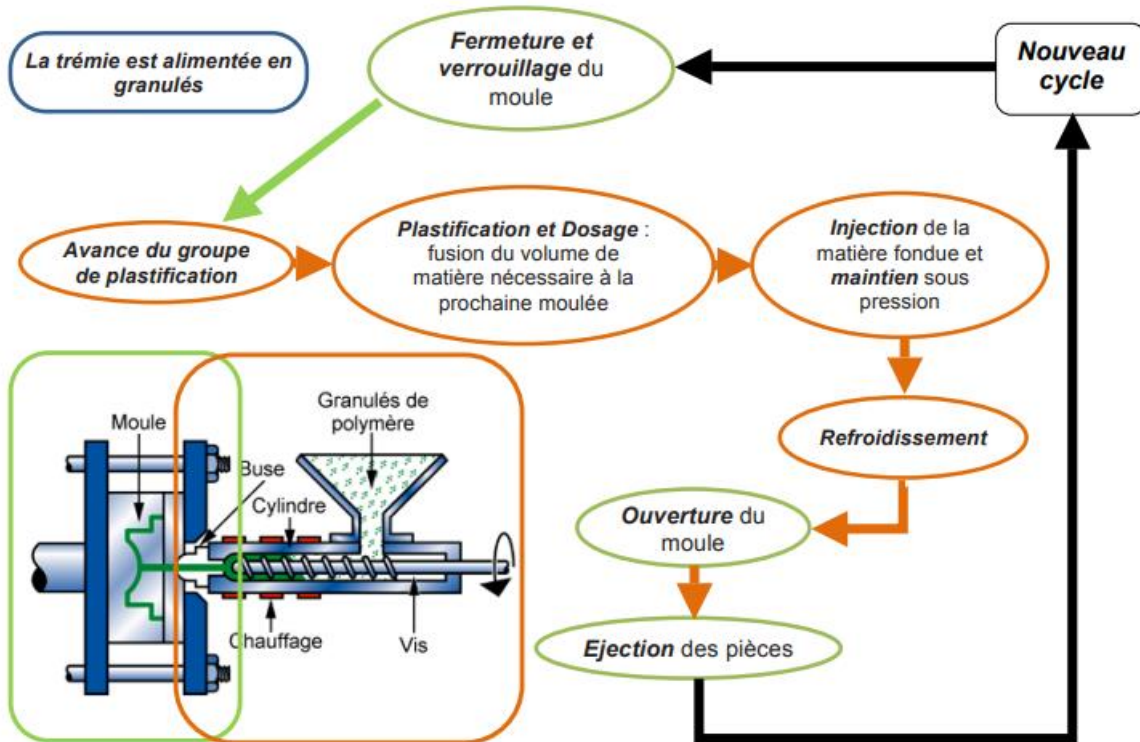 La trémie est alimentée en
granulés
Fermeture et
verrouillage du
moule
Nouveau
cycle
Avance du groupe
de plastification
Plastification et Dosage :
fusion du volume de
matière nécessaire à la
prochaine moulée
Injection de la
matière fondue et
maintien sous
pression
Refroidissement
Ouverture du
moule
Ejection des pièces
Moule
Buse
Cylindre
Granulés de
polymère
Chauffage
Vis